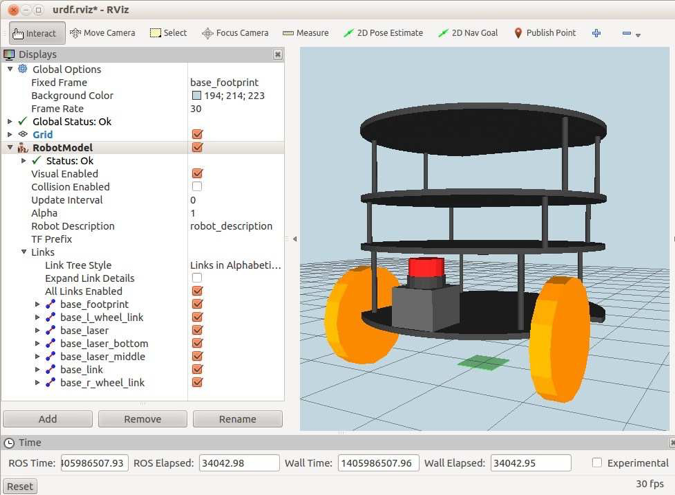 urdf.rviz* - RViz
Interact Move Camera Select Focus Camera Measure 2D Pose Estimate 2D Nav Goal Publish Point
Displays
Global Options
Fixed Frame base_footprint
Background Color 194; 214; 223
Frame Rate 30
Global Status: Ok
Grid
RobotModel
Status: Ok
Visual Enabled
Collision Enabled
Update Interval 0
Alpha 1
Robot Description robot_description
TF Prefix
Links
Link Tree Style Links in Alphabeti...
Expand Link Details
All Links Enabled
base_footprint
base_l_wheel_link
base_laser
base_laser_bottom
base_laser_middle
base_link
base_r_wheel_link
Add Remove Rename
Time
ROS Time: 405986507.93 ROS Elapsed: 34042.98 Wall Time: 1405986507.96 Wall Elapsed: 34042.95 Experimental
Reset 30 fps